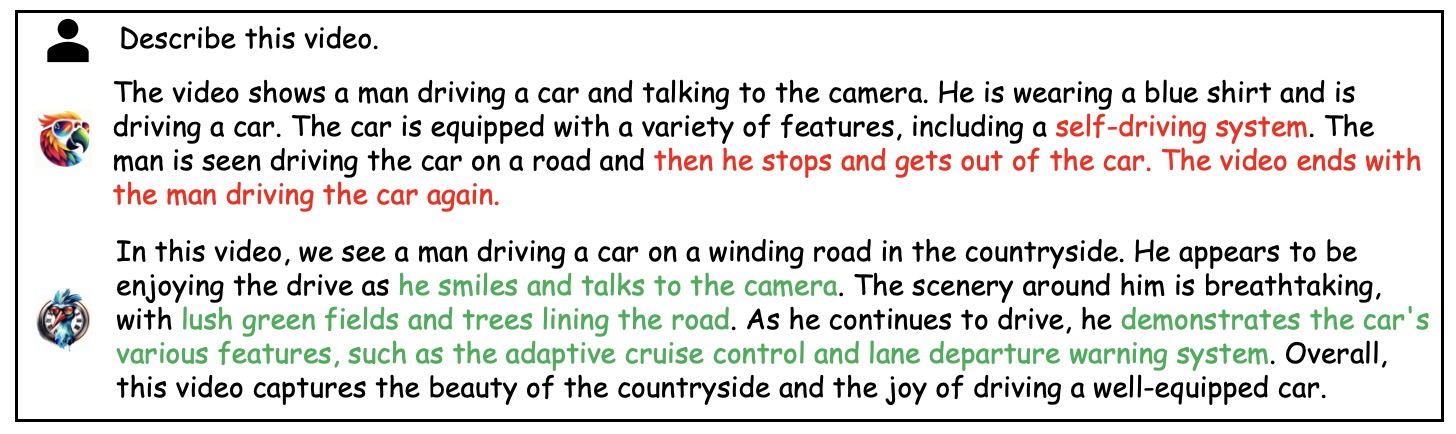 Describe this video.
The video shows a man driving a car and talking to the camera. He is wearing a blue shirt and is
driving a car. The car is equipped with a variety of features, including a self-driving system. The
man is seen driving the car on a road and then he stops and gets out of the car. The video ends with
the man driving the car again.
In this video, we see a man driving a car on a winding road in the countryside. He appears to be
enjoying the drive as he smiles and talks to the camera. The scenery around him is breathtaking,
with lush green fields and trees lining the road. As he continues to drive, he demonstrates the car's
various features, such as the adaptive cruise control and lane departure warning system. Overall,
this video captures the beauty of the countryside and the joy of driving a well-equipped car.